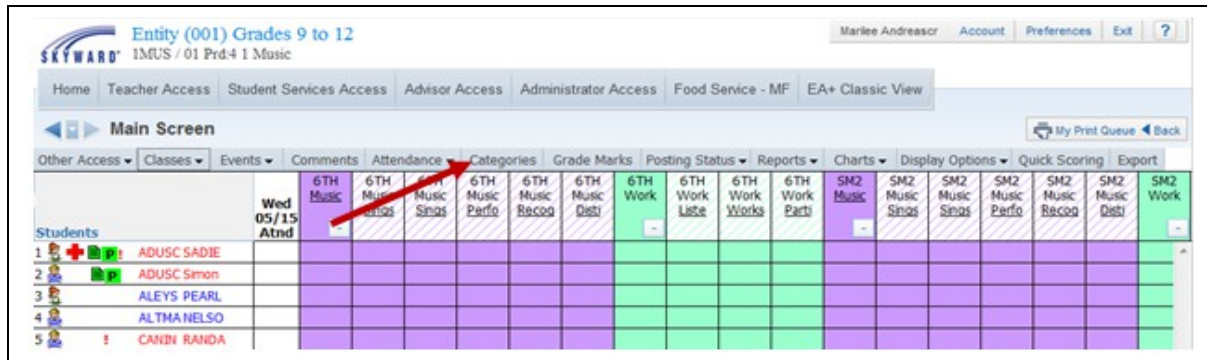 SKYWARD
Entity (001) Grades 9 to 12
1MUS / 01 Prd:4 1 Music
Marilee Andreascr Account Preferences Exit ?
Home Teacher Access Student Services Access Advisor Access Administrator Access Food Service - MF EA+ Classic View
Main Screen
My Print Queue Back
Other Access Classes Events Comments Attendance Categories Grade Marks Posting Status Reports Charts Display Options Quick Scoring Export
6TH 6TH 6TH 6TH 6TH 6TH 6TH 6TH 6TH SM2 SM2 SM2 SM2 SM2 SM2 SM2
Wed Music Music Music Music Music Work Work Work Work Music Music Music Music Music Music Work
05/15 Sings Perfo Recog Disti Liste Works Parti Sings Sings Perfo Recog Disti
Students Atnd - - - -
1 P ! ADUSC SADIE
2 P ADUSC Simon
3 ALEYS PEARL
4 ALTMA NELSO
5 ! CANIN RANDA